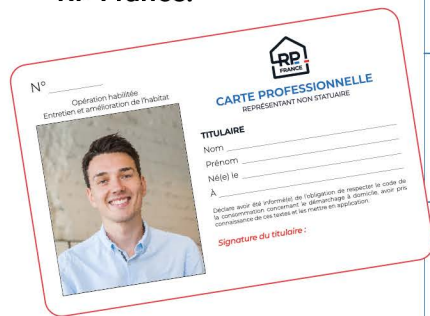 RP France.
N°
Opération habilitée
Entretien et amélioration de l'habitat
RP
FRANCE
CARTE PROFESSIONNELLE
REPRÉSENTANT NON STATUAIRE
TITULAIRE
Nom
Prénom
Né(e) le
À
Déclare avoir été informé(e) de l'obligation de respecter le code de
la consommation concernant le démarchage à domicile, avoir pris
connaissance de ces textes et les mettre en application.
Signature du titulaire :